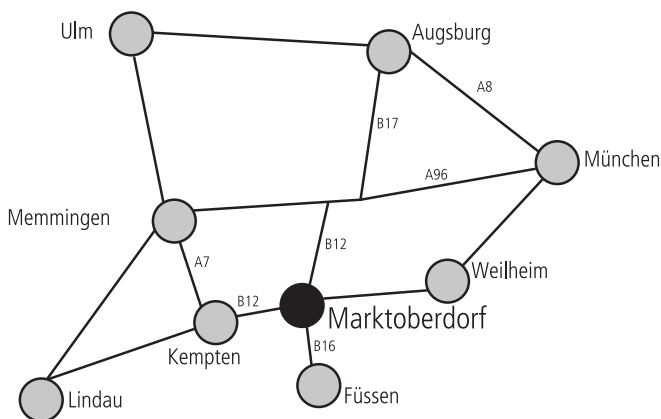 Ulm
Augsburg
A8
B17
München
A96
Memmingen
B12
A7
Weilheim
B12
Marktoberdorf
B16
Kempten
Füssen
Lindau